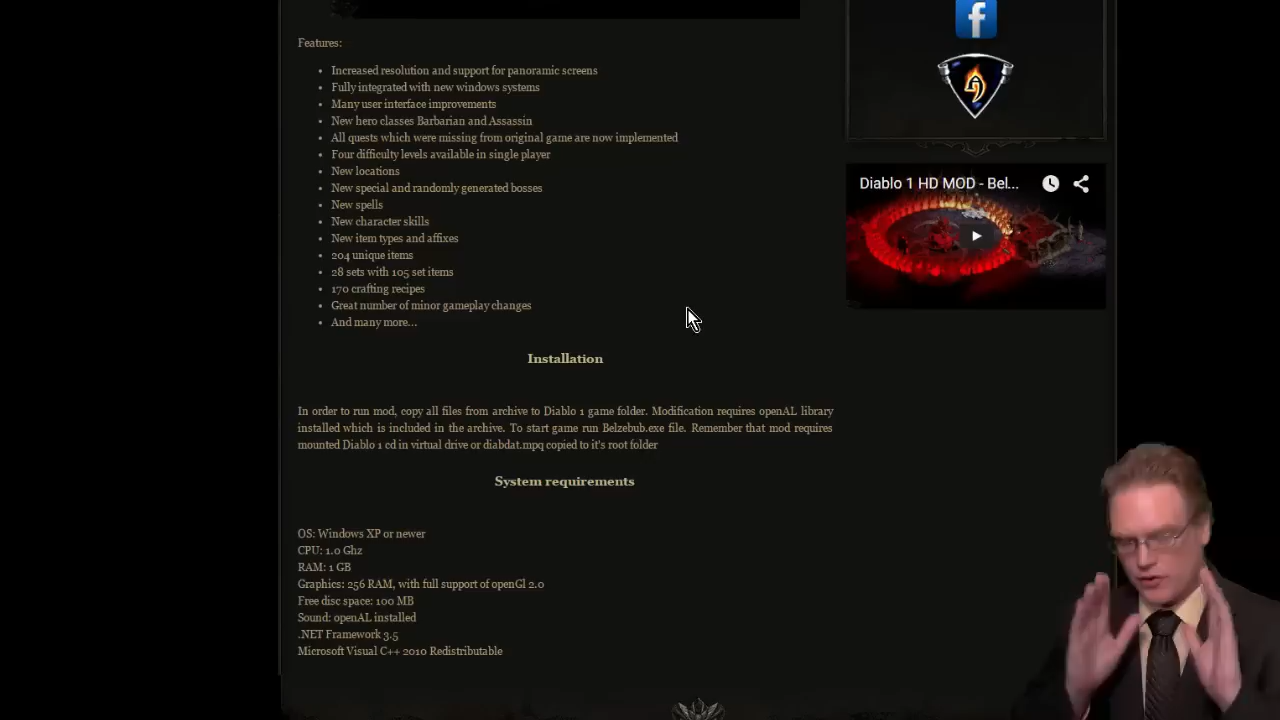 Features:
Increased resolution and support for panoramic screens
Fully integrated with new windows systems
Many user interface improvements
New hero classes Barbarian and Assassin
All quests which were missing from original game are now implemented
Four difficulty levels available in single player
New locations
New special and randomly generated bosses
New spells
New character skills
New item types and affixes
204 unique items
28 sets with 105 set items
170 crafting recipes
Great number of minor gameplay changes
And many more...
Installation
In order to run mod, copy all files from archive to Diablo 1 game folder. Modification requires openAL library
installed which is included in the archive. To start game run Belzebub.exe file. Remember that mod requires
mounted Diablo 1 cd in virtual drive or diabdat.mpq copied to it's root folder
System requirements
OS: Windows XP or newer
CPU: 1.0 Ghz
RAM: 1 GB
Graphics: 256 RAM, with full support of openGl 2.0
Free disc space: 100 MB
Sound: openAL installed
.NET Framework 3.5
Microsoft Visual C++ 2010 Redistributable
Diablo 1 HD MOD - Bel...